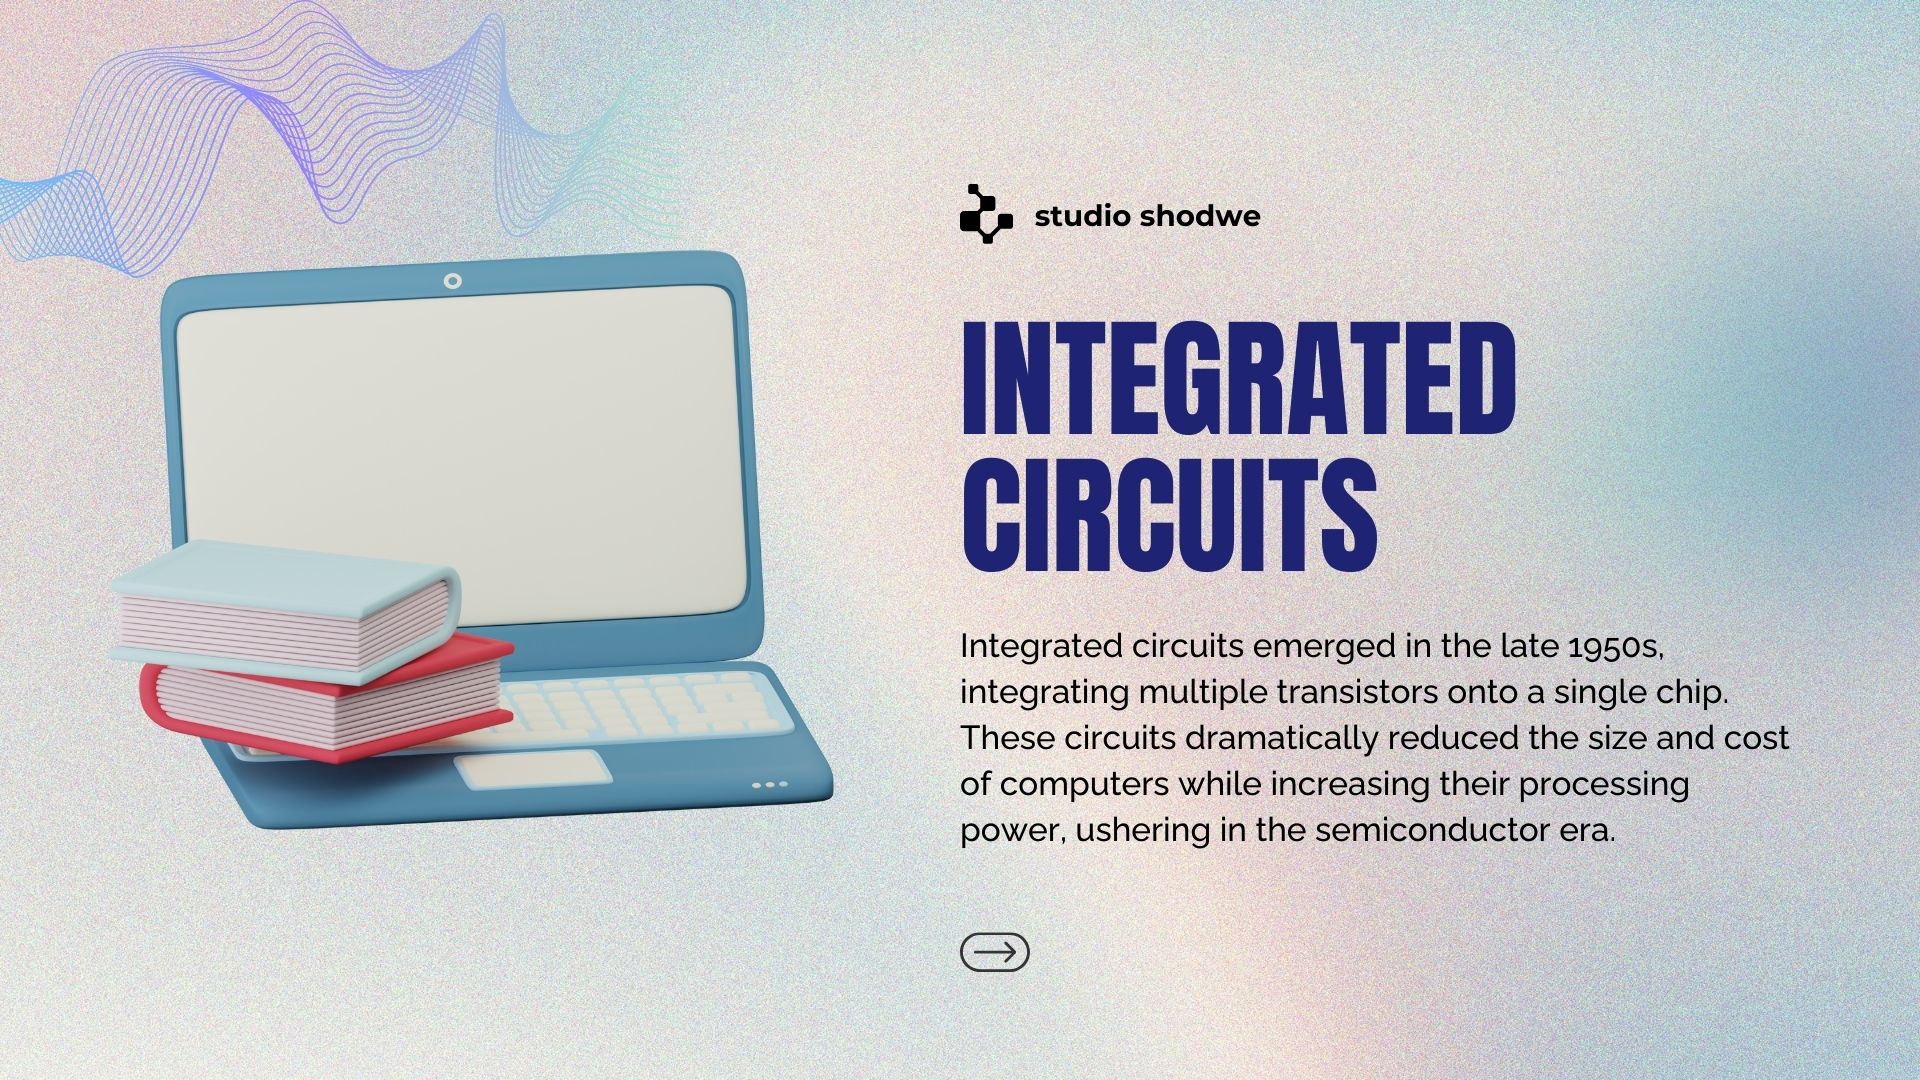 studio shodwe
INTEGRATED
CIRCUITS
Integrated circuits emerged in the late 1950s,
integrating multiple transistors onto a single chip.
These circuits dramatically reduced the size and cost
of computers while increasing their processing
power, ushering in the semiconductor era.